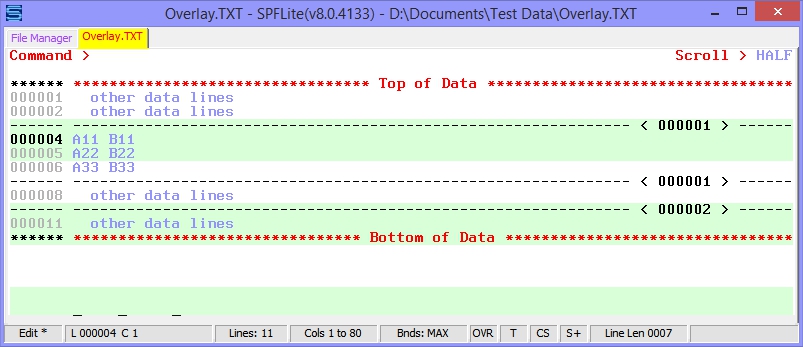 Overlay.TXT - SPFLite(v8.0.4133) - D:\Documents\Test Data\Overlay.TXT
File Manager Overlay.TXT
Command > Scroll > HALF
****** ********************************* Top of Data ***********************************
000001 other data lines
000002 other data lines
------ -------------------------------------------------------------- < 000001 > ------
000004 A11 B11
000005 A22 B22
000006 A33 B33
------ -------------------------------------------------------------- < 000001 > ------
000008 other data lines
------ -------------------------------------------------------------- < 000002 > ------
000011 other data lines
****** ******************************** Bottom of Data ********************************
Edit * L 000004 C 1 Lines: 11 Cols 1 to 80 Bnds: MAX OVR T CS S+ Line Len 0007